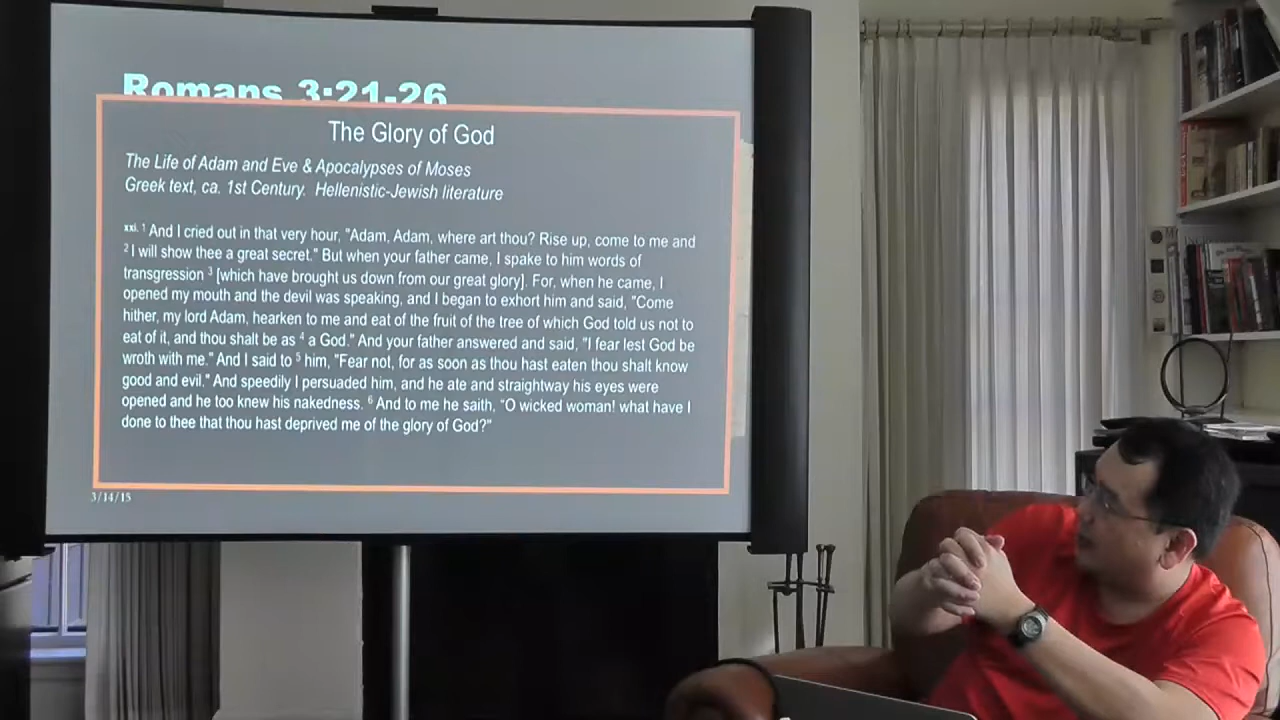 Romans 3:21-26
The Glory of God
The Life of Adam and Eve & Apocalypses of Moses
Greek text, ca. 1st Century. Hellenistic-Jewish literature
xxi. 1 And I cried out in that very hour, "Adam, Adam, where art thou? Rise up, come to me and
2 I will show thee a great secret." But when your father came, I spake to him words of
transgression 3 [which have brought us down from our great glory]. For, when he came, I
opened my mouth and the devil was speaking, and I began to exhort him and said, "Come
hither, my lord Adam, hearken to me and eat of the fruit of the tree of which God told us not to
eat of it, and thou shalt be as 4 a God." And your father answered and said, "I fear lest God be
wroth with me." And I said to 5 him, "Fear not, for as soon as thou hast eaten thou shalt know
good and evil." And speedily I persuaded him, and he ate and straightway his eyes were
opened and he too knew his nakedness. 6 And to me he saith, "O wicked woman! what have I
done to thee that thou hast deprived me of the glory of God?"
3/14/15